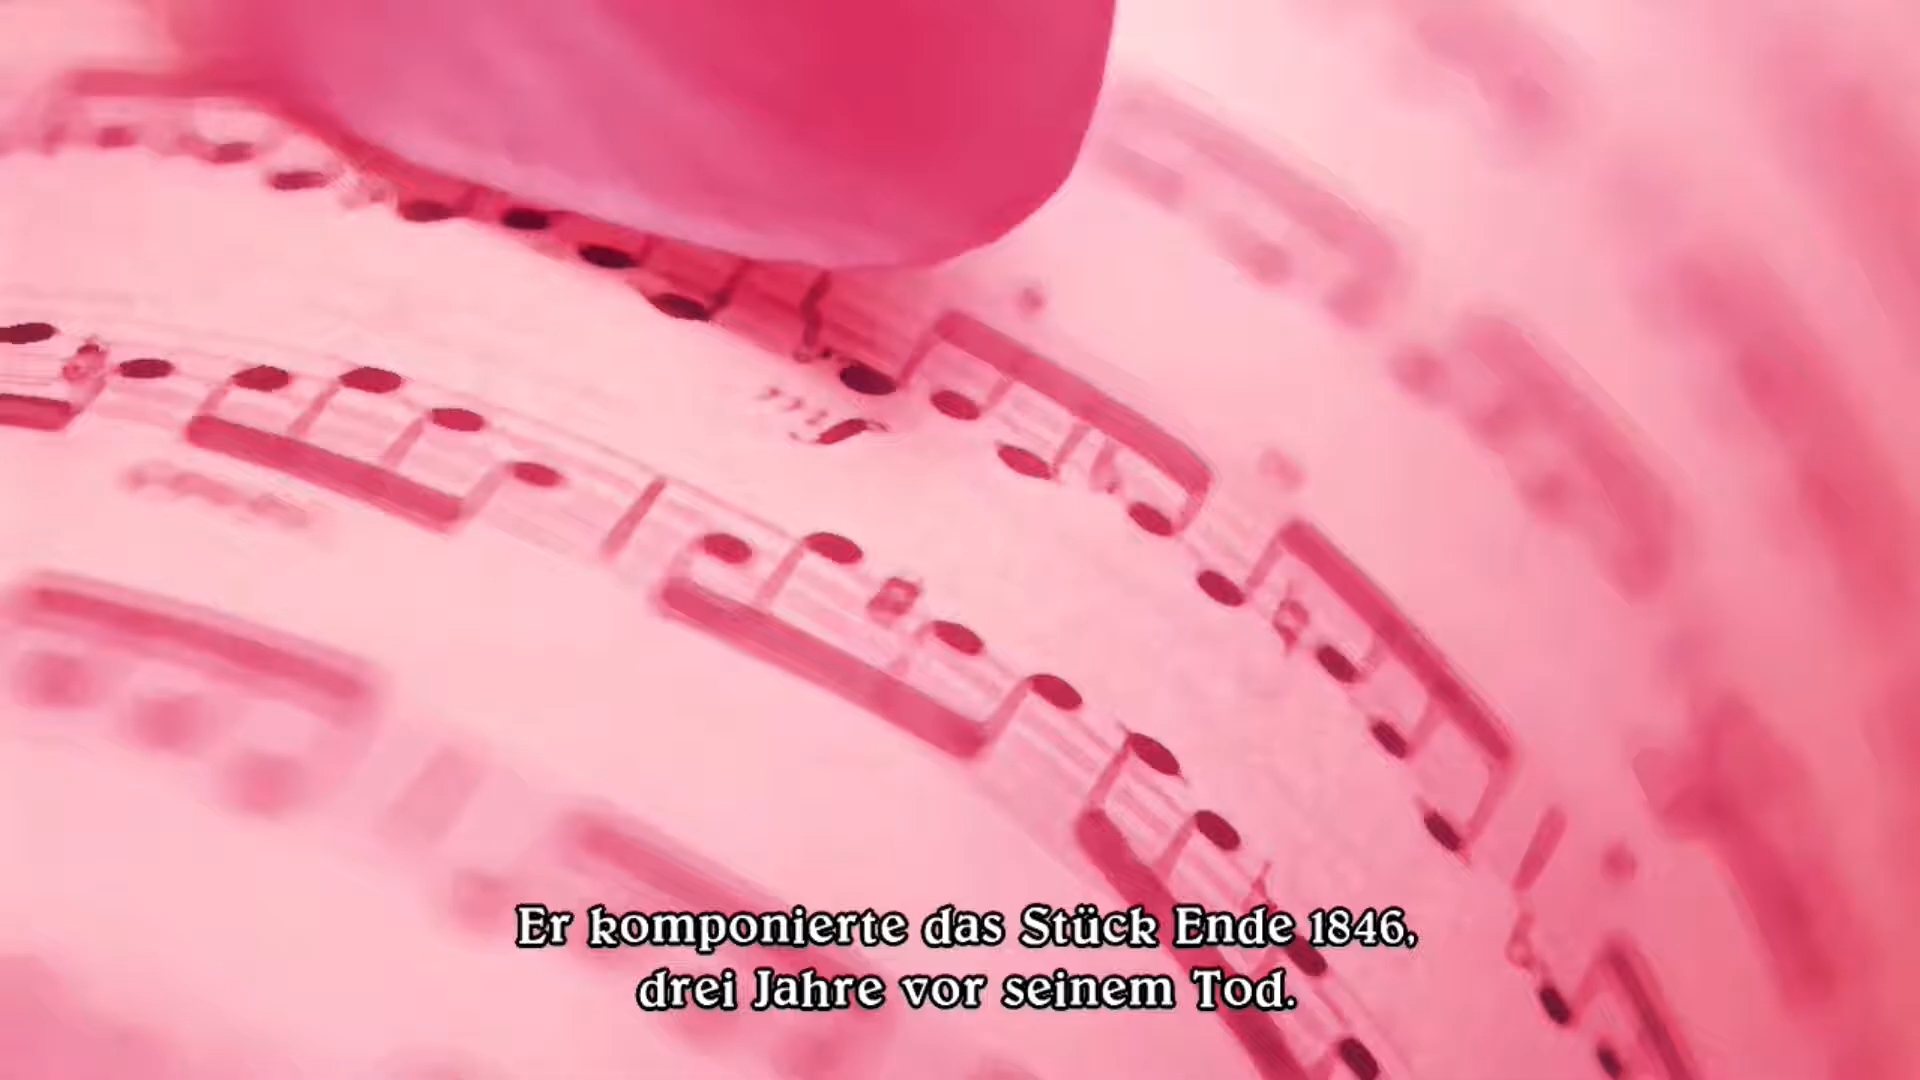 Er komponierte das Stück Ende 1846,
drei Jahre vor seinem Tod.